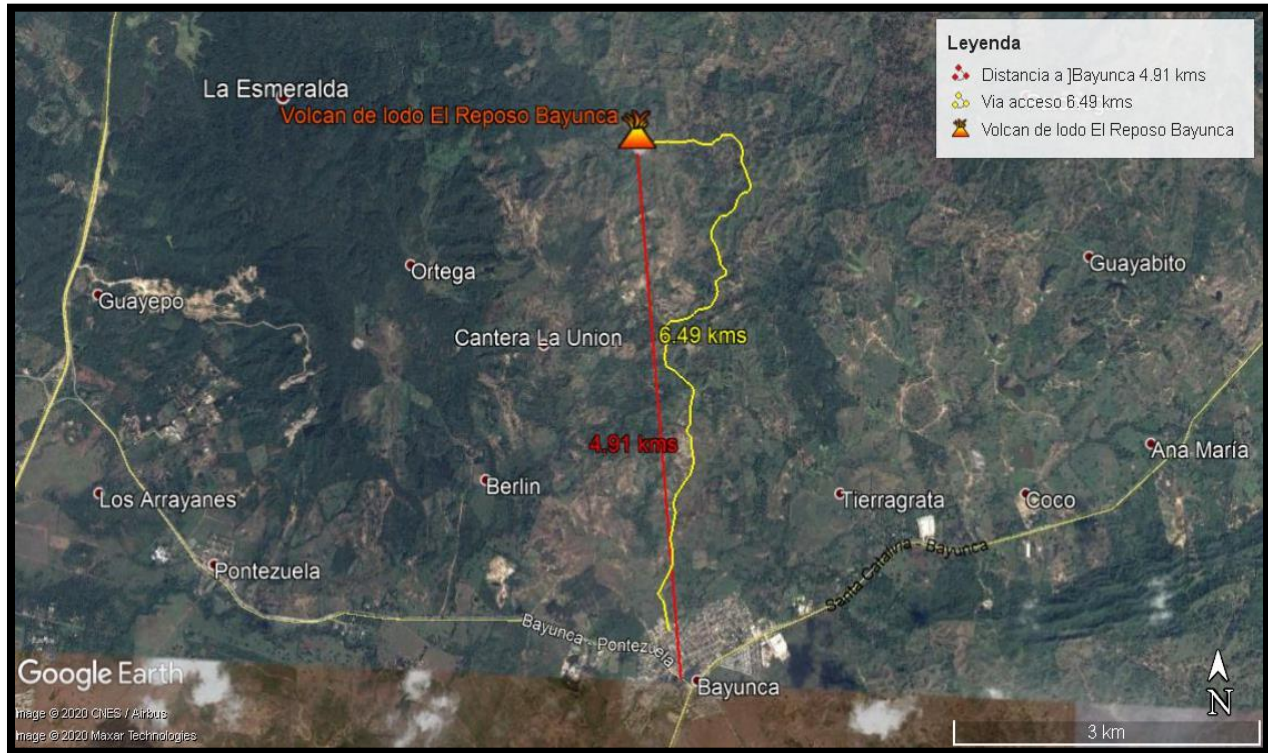 Leyenda
Distancia a ]Bayunca 4.91 kms
Via acceso 6.49 kms
Volcan de lodo El Reposo Bayunca
La Esmeralda
Volcan de lodo El Reposo Bayunca
Ortega
Guayabito
Guayepo
Cantera La Union
6.49 kms
4.91 kms
Ana María
Berlin
Los Arrayanes
Tierragrata
Coco
Pontezuela
Santa Catalina - Bayunca
Bayunca - Pontezuela
Bayunca
Google Earth
Image © 2020 CNES / Airbus
Image © 2020 Maxar Technologies
N
3 km